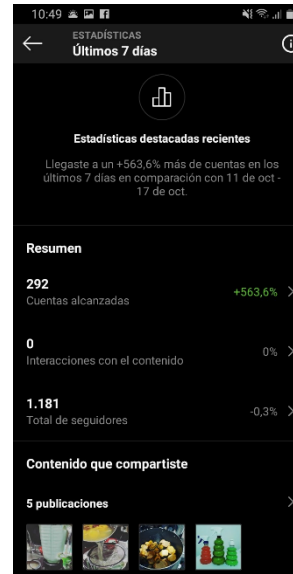 10:49
ESTADÍSTICAS
Últimos 7 días
Estadísticas destacadas recientes
Llegaste a un +563,6% más de cuentas en los
últimos 7 días en comparación con 11 de oct -
17 de oct.
Resumen
292
Cuentas alcanzadas
+563,6%
0
Interacciones con el contenido
0%
1.181
Total de seguidores
-0,3%
Contenido que compartiste
5 publicaciones